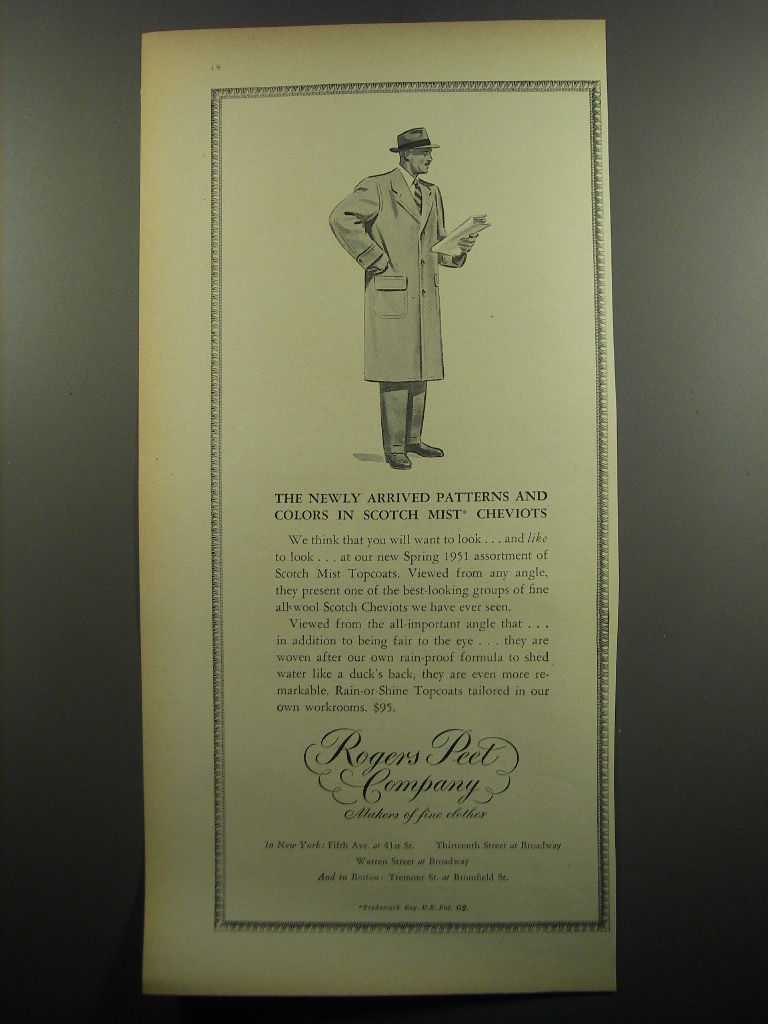 14
THE NEWLY ARRIVED PATTERNS AND
COLORS IN SCOTCH MIST* CHEVIOTS
We think that you will want to look . . . and like
to look . . . at our new Spring 1951 assortment of
Scotch Mist Topcoats. Viewed from any angle,
they present one of the best-looking groups of fine
all-wool Scotch Cheviots we have ever seen.
Viewed from the all-important angle that . . .
in addition to being fair to the eye . . . they are
woven after our own rain-proof formula to shed
water like a duck's back, they are even more re-
markable. Rain-or-Shine Topcoats tailored in our
own workrooms. $95.
Rogers Peet
Company
Makers of fine clothes
In New York: Fifth Ave. at 41st St. Thirteenth Street at Broadway
Warren Street at Broadway
And in Boston: Tremont St. at Bromfield St.
*Trademark Reg. U.S. Pat. Off.